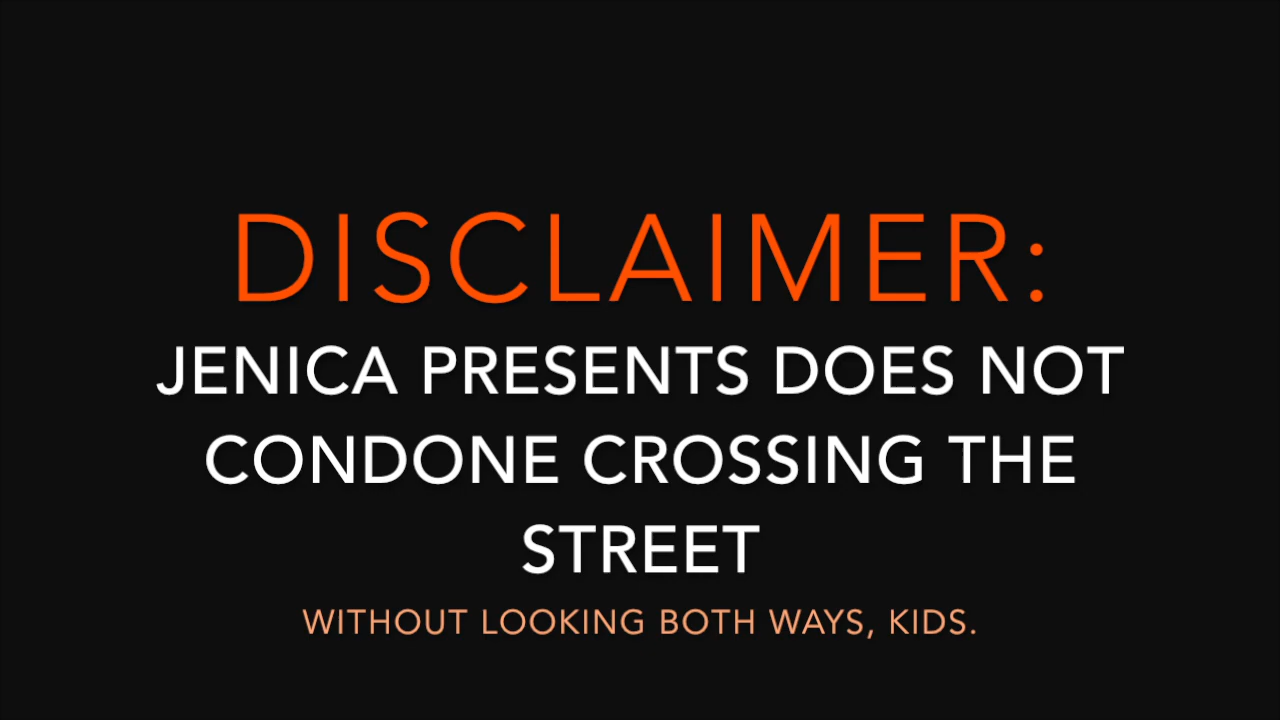 DISCLAIMER:
JENICA PRESENTS DOES NOT
CONDONE CROSSING THE
STREET
WITHOUT LOOKING BOTH WAYS, KIDS.